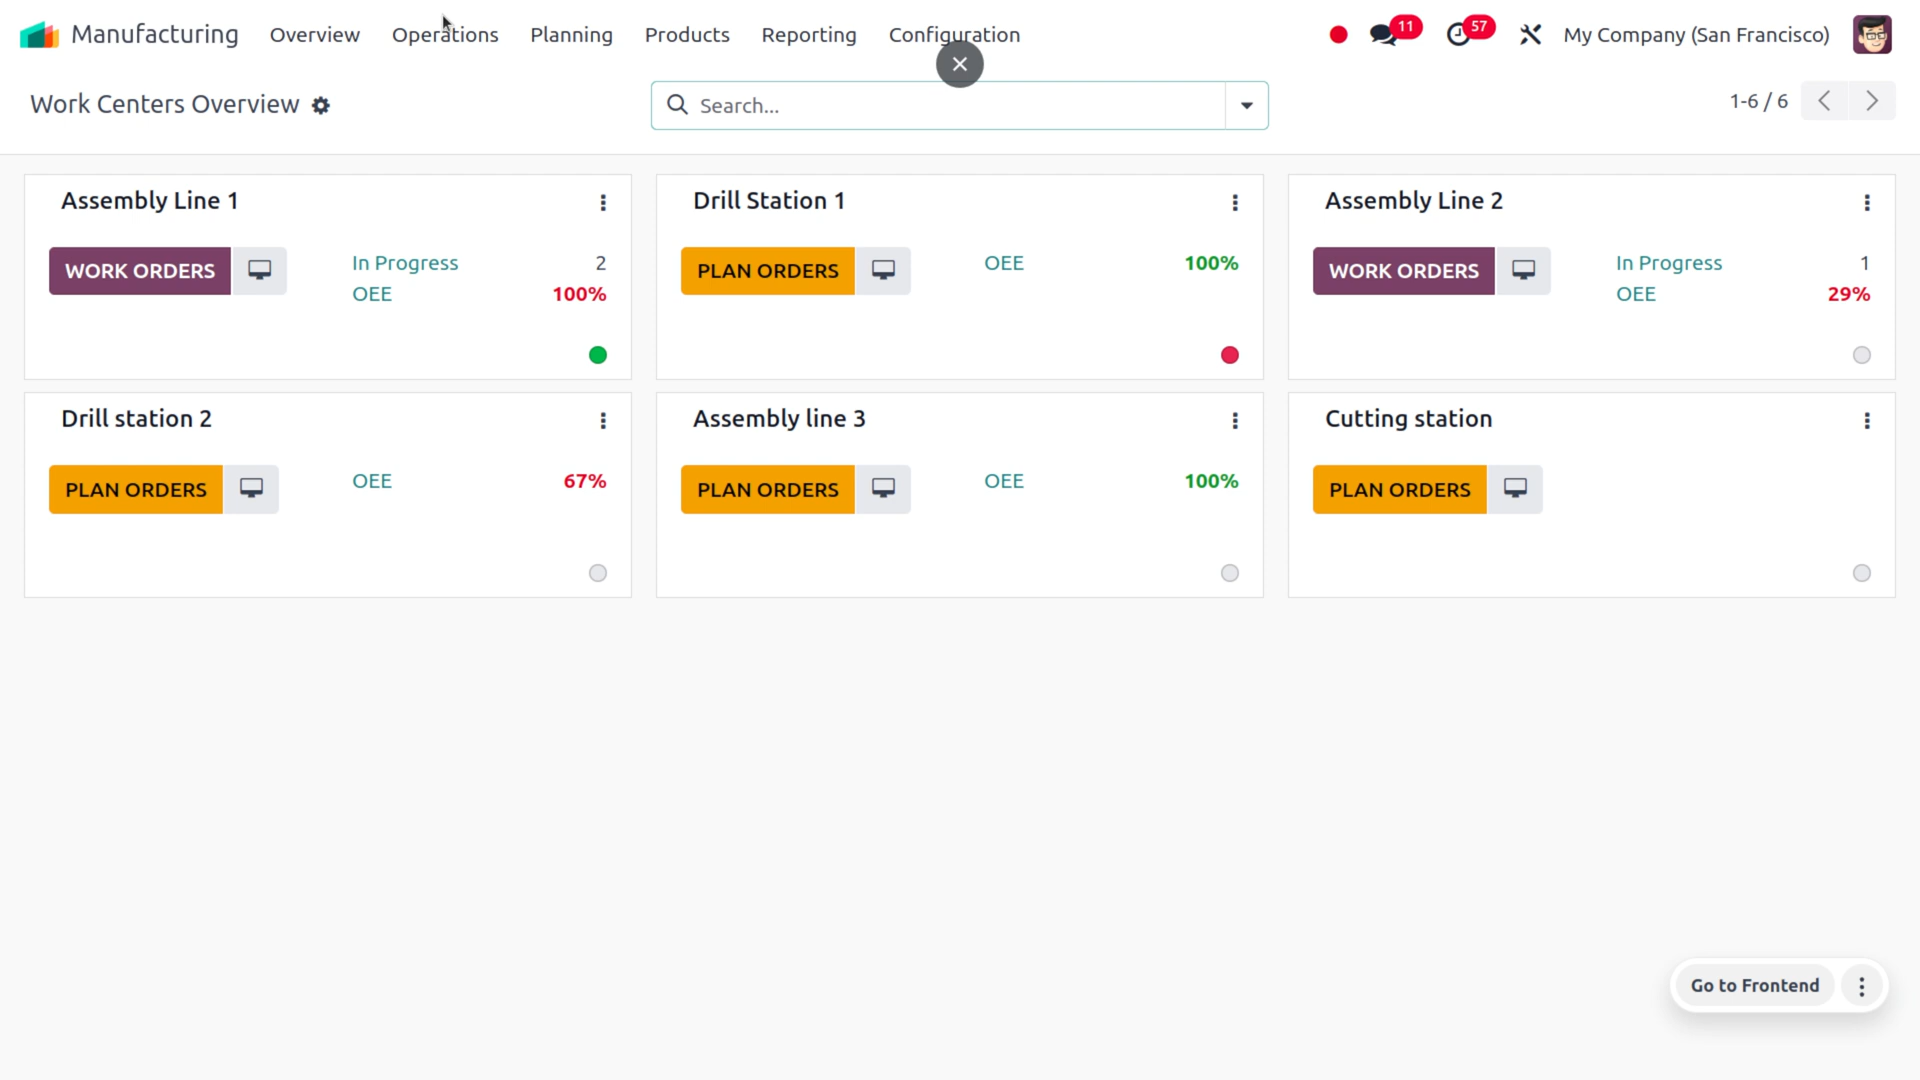 Manufacturing Overview Operations Planning Products Reporting Configuration 11 57 My Company (San Francisco)
Work Centers Overview Search... 1-6 / 6
Assembly Line 1
WORK ORDERS In Progress 2
OEE 100%
Drill Station 1
PLAN ORDERS OEE 100%
Assembly Line 2
WORK ORDERS In Progress 1
OEE 29%
Drill station 2
PLAN ORDERS OEE 67%
Assembly line 3
PLAN ORDERS OEE 100%
Cutting station
PLAN ORDERS
Go to Frontend